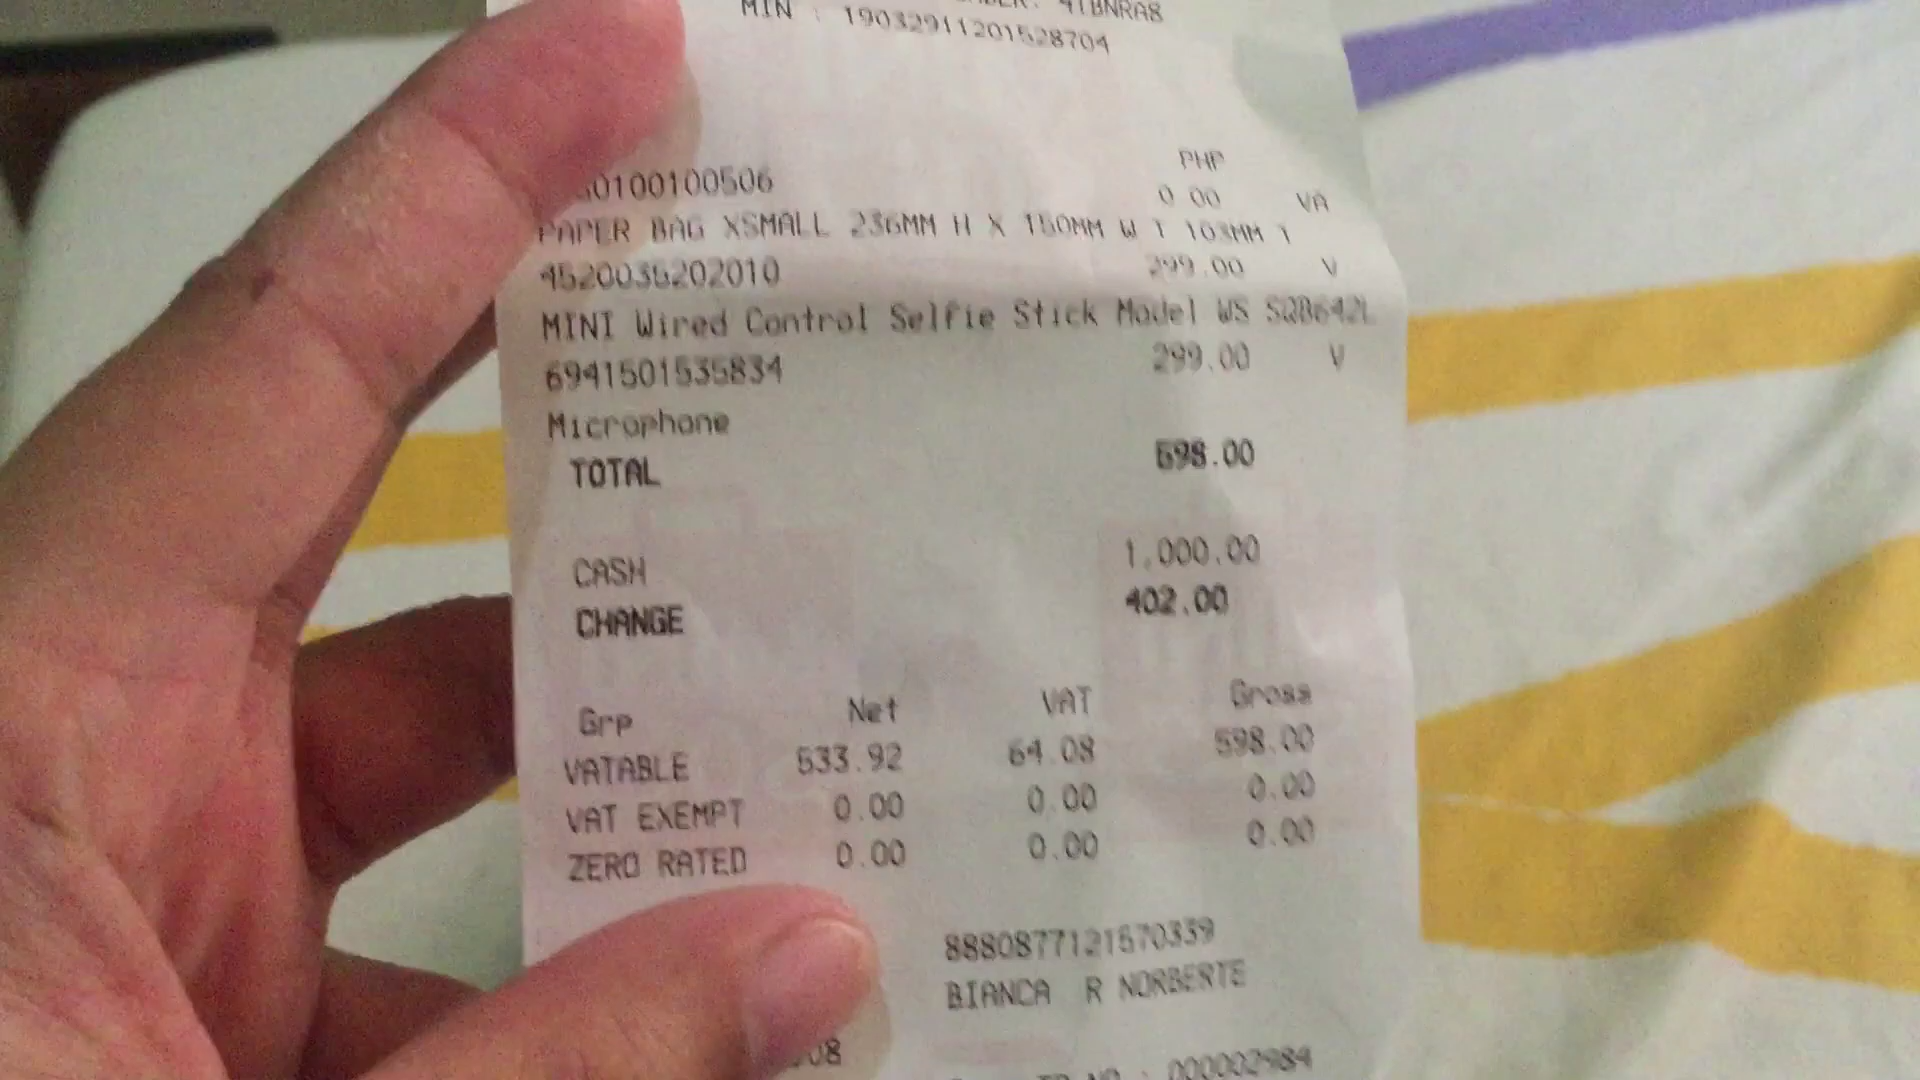 MIN : 19032911201528704
PHP
0100100506 0.00 VA
PAPER BAG XSMALL 236MM H X 150MM W T 103MM T
4520035202010 299.00 V
MINI Wired Control Selfie Stick Model WS SQB642L
6941501535834 299.00 V
Microphone
TOTAL 598.00
CASH 1,000.00
CHANGE 402.00
Grp Net VAT Gross
VATABLE 533.92 64.08 598.00
VAT EXEMPT 0.00 0.00 0.00
ZERO RATED 0.00 0.00 0.00
8880877121570339
BIANCA R NORBERTE
08
: 000002984